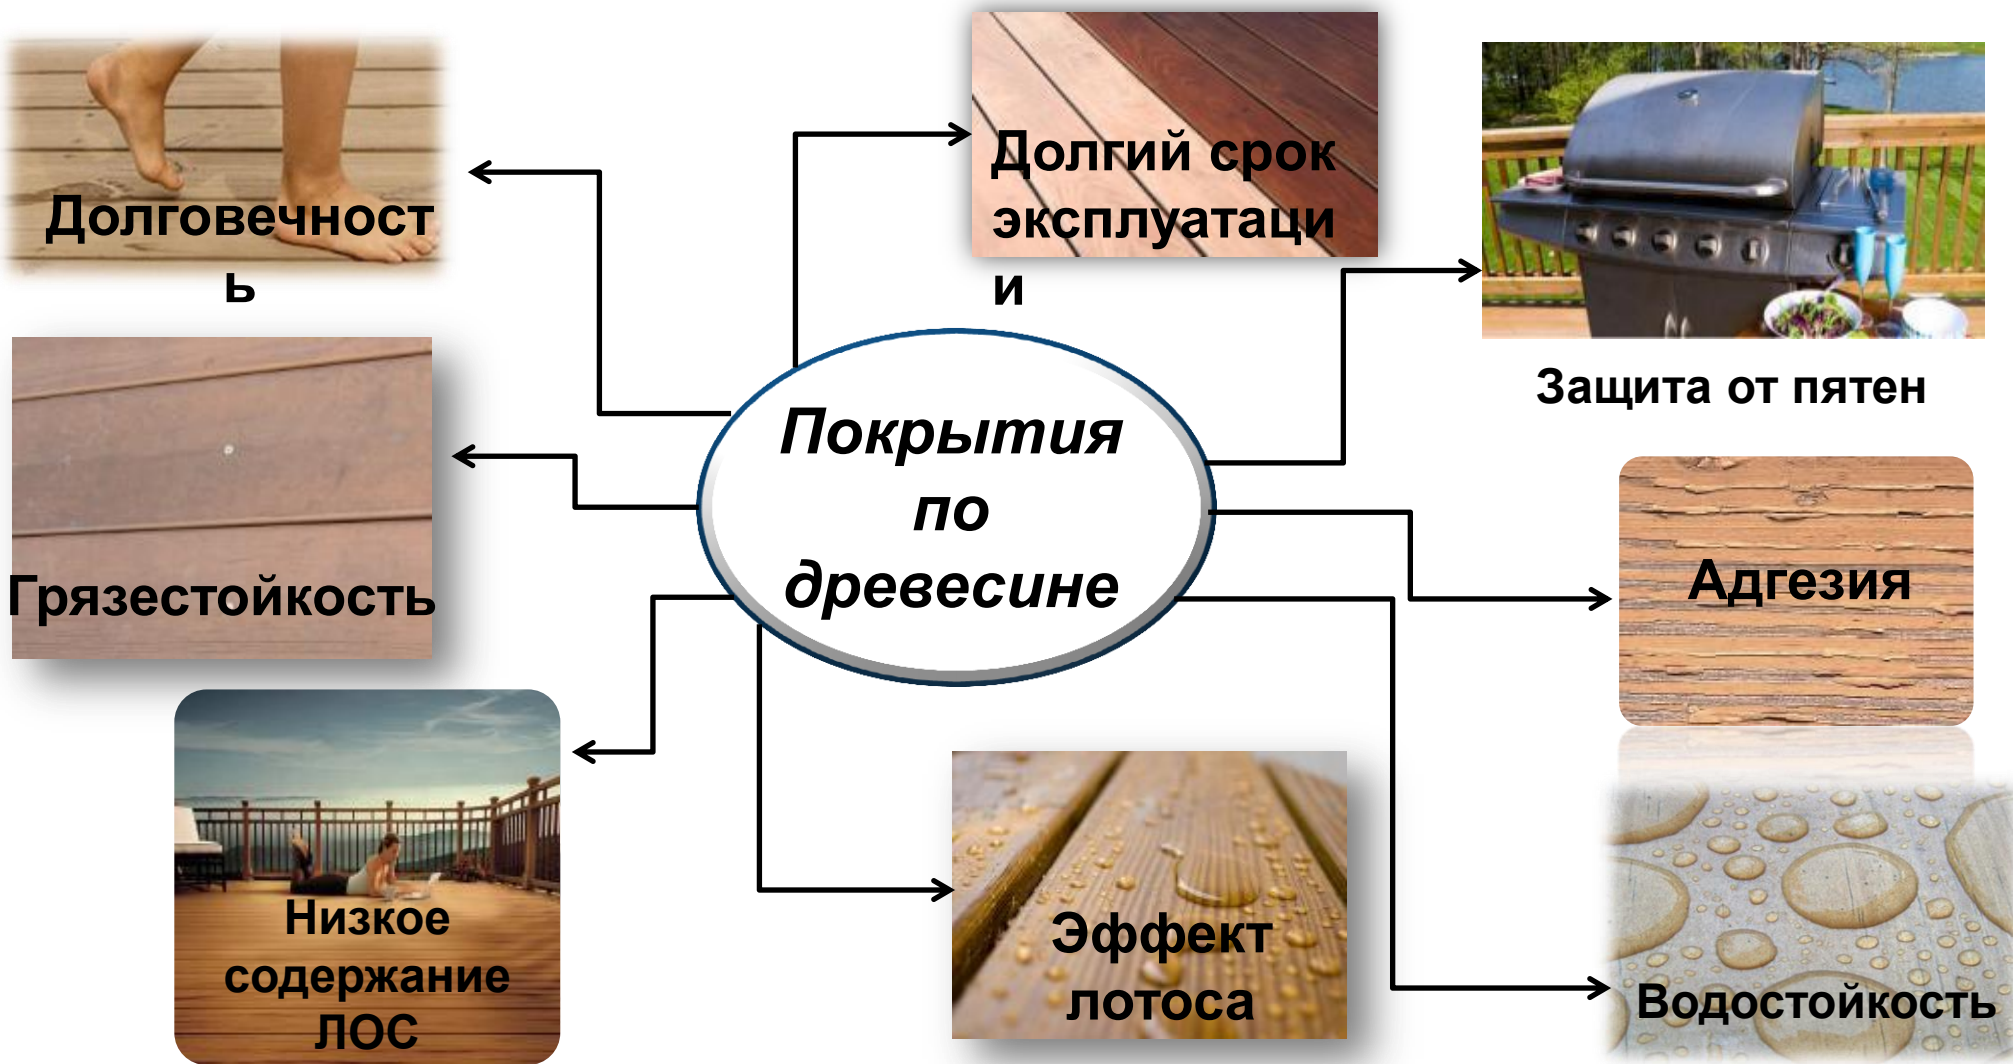 Долговечност
ь
Долгий срок
эксплуатаци
и
Защита от пятен
Покрытия
по
древесине
Грязестойкость
Адгезия
Низкое
содержание
ЛОС
Эффект
лотоса
Водостойкость